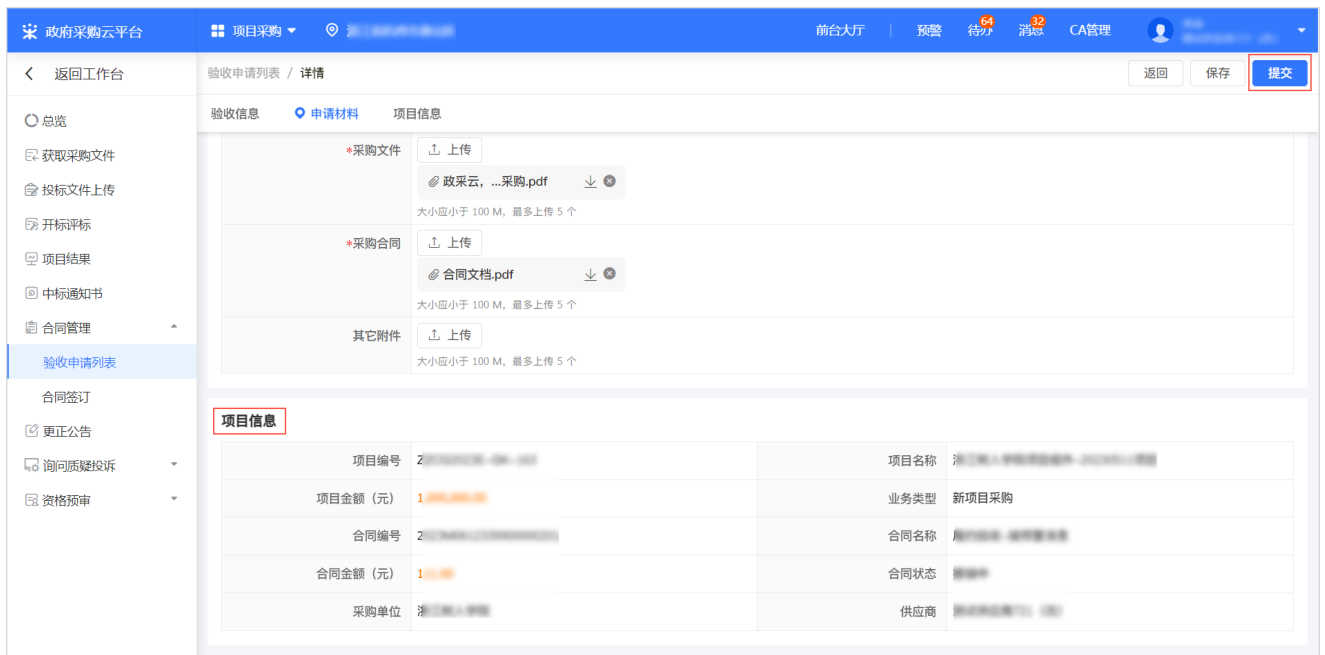 政府采购云平台
项目采购
前台大厅
预警
待办
64
消息
32
CA管理
返回工作台
验收申请列表 / 详情
返回
保存
提交
验收信息
申请材料
项目信息
总览
获取采购文件
投标文件上传
开标评标
项目结果
中标通知书
合同管理
验收申请列表
合同签订
更正公告
询问质疑投诉
资格预审
*采购文件
上传
政采云，...采购.pdf
大小应小于 100 M，最多上传 5 个
*采购合同
上传
合同文档.pdf
大小应小于 100 M，最多上传 5 个
其它附件
上传
大小应小于 100 M，最多上传 5 个
项目信息
项目编号
项目名称
项目金额（元）
业务类型 新项目采购
合同编号
合同名称
合同金额（元）
合同状态
采购单位
供应商